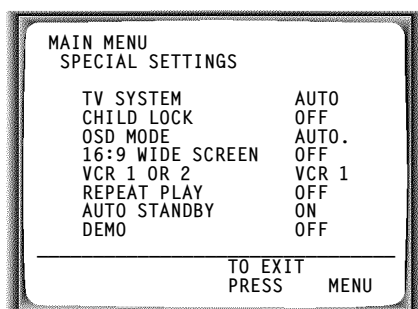 MAIN MENU
SPECIAL SETTINGS
TV SYSTEM AUTO
CHILD LOCK OFF
OSD MODE AUTO.
16:9 WIDE SCREEN OFF
VCR 1 OR 2 VCR 1
REPEAT PLAY OFF
AUTO STANDBY ON
DEMO OFF
TO EXIT
PRESS MENU